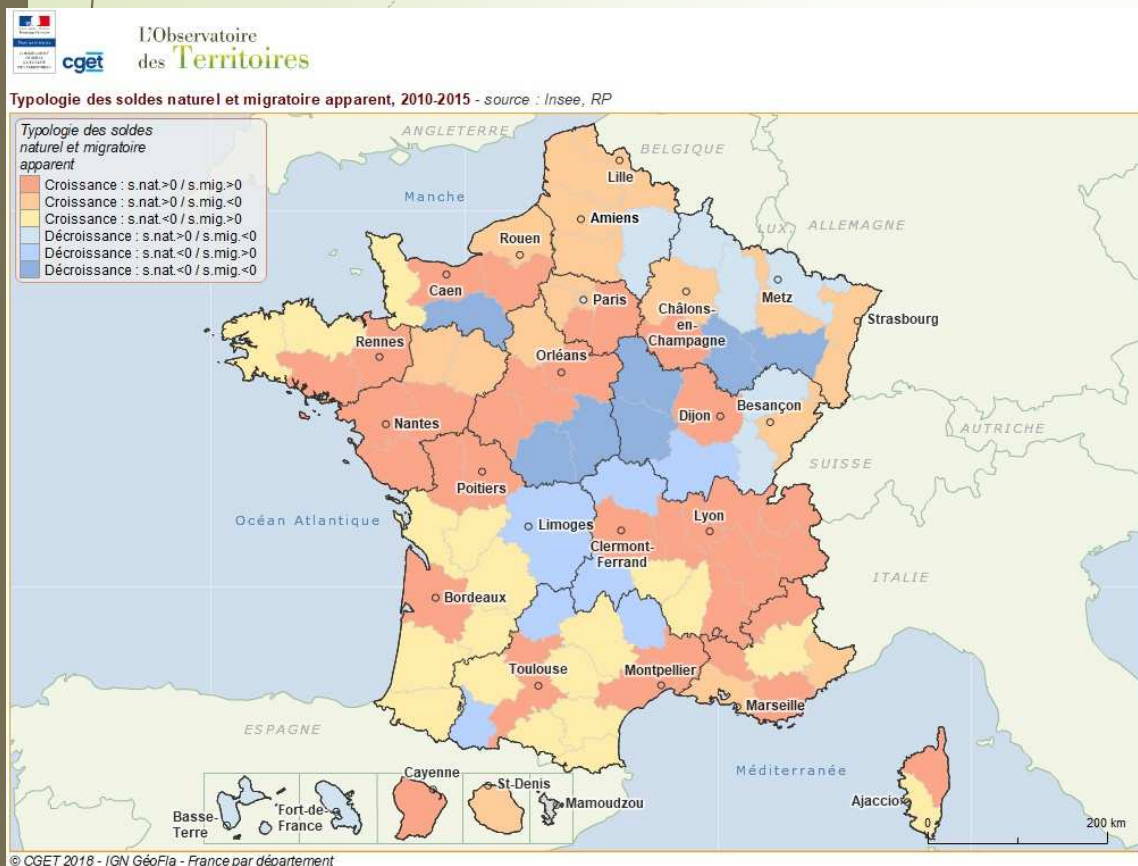 cget
L'Observatoire
des Territoires
Typologie des soldes naturel et migratoire apparent, 2010-2015 - source : Insee, RP
Typologie des soldes
naturel et migratoire
apparent
Croissance : s.nat.>0 / s.mig.>0
Croissance : s.nat.>0 / s.mig.<0
Croissance : s.nat.<0 / s.mig.>0
Décroissance : s.nat.>0 / s.mig.<0
Décroissance : s.nat.<0 / s.mig.>0
Décroissance : s.nat.<0 / s.mig.<0
ANGLETERRE
BELGIQUE
Lille
Manche
Amiens
LUX.
ALLEMAGNE
Rouen
Caen
Paris
Châlons-
en-
Champagne
Metz
Strasbourg
Rennes
Orléans
Nantes
Dijon
Besançon
AUTRICHE
SUISSE
Poitiers
Océan Atlantique
Limoges
Lyon
Clermont-
Ferrand
ITALIE
Bordeaux
Toulouse
Montpellier
Marseille
ESPAGNE
Méditerranée
Cayenne
St-Denis
Mamoudzou
Basse-
Terre
Fort-de-
France
Ajaccio
0
200 km
© CGET 2018 - IGN GéoFla - France par département